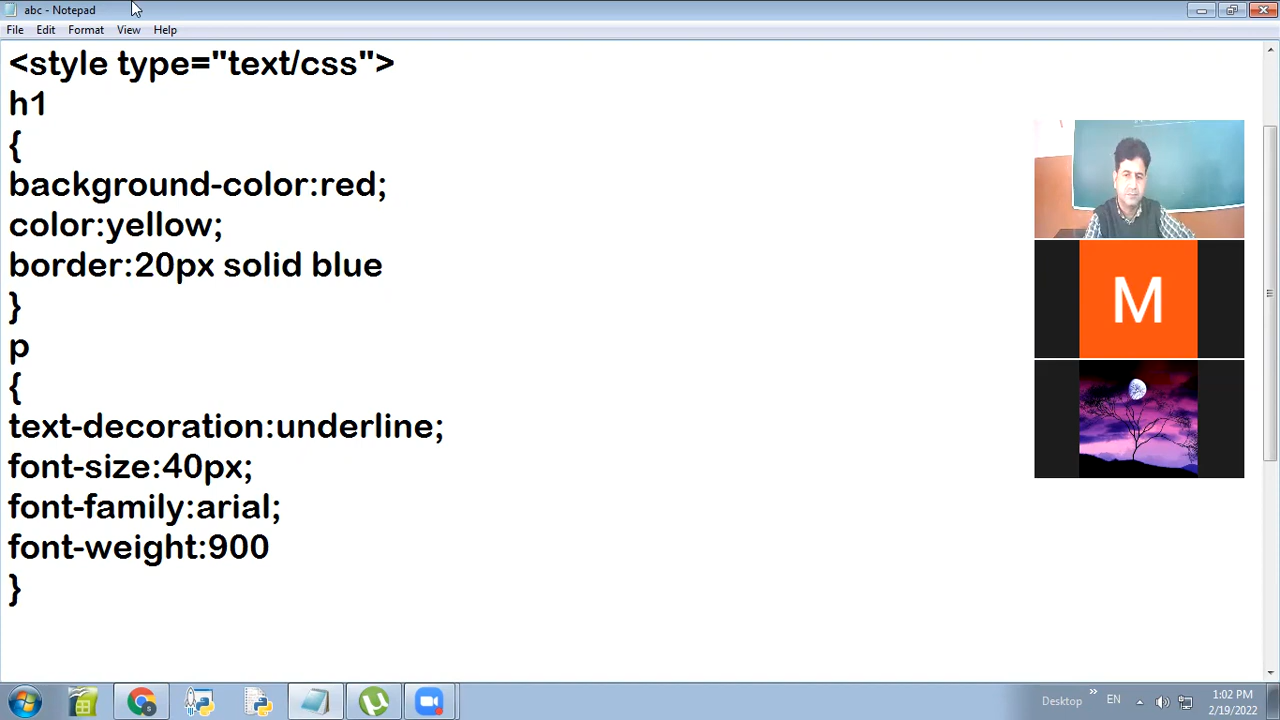 abc - Notepad
File Edit Format View Help
<style type="text/css">
h1
{
background-color:red;
color:yellow;
border:20px solid blue
}
p
{
text-decoration:underline;
font-size:40px;
font-family:arial;
font-weight:900
}
M
Desktop » EN 1:02 PM
2/19/2022